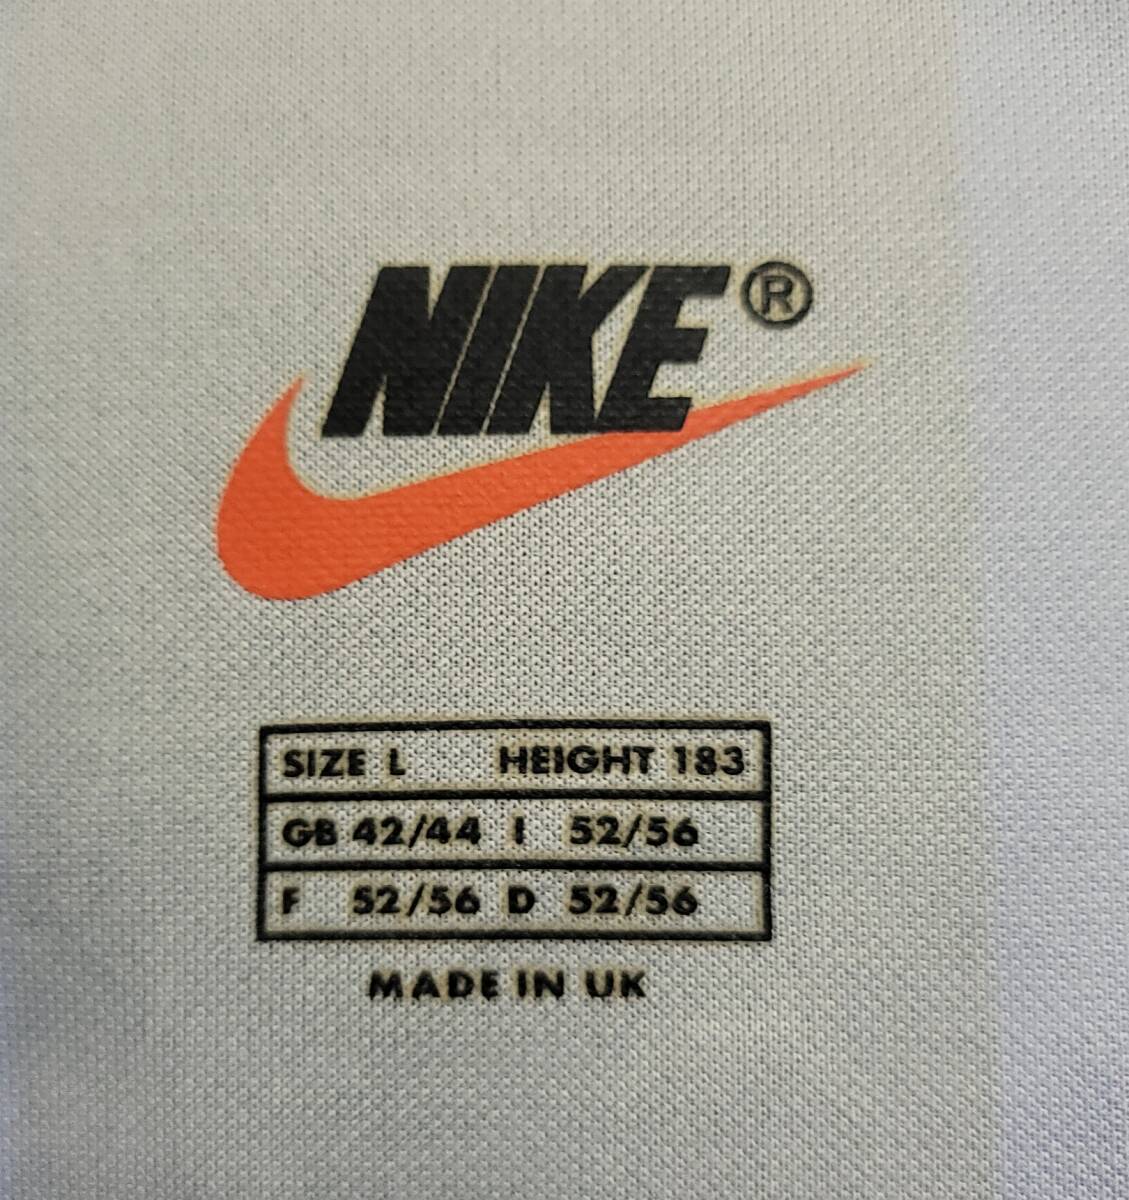 NIKE®
SIZE L HEIGHT 183
GB 42/44 I 52/56
F 52/56 D 52/56
MADE IN UK